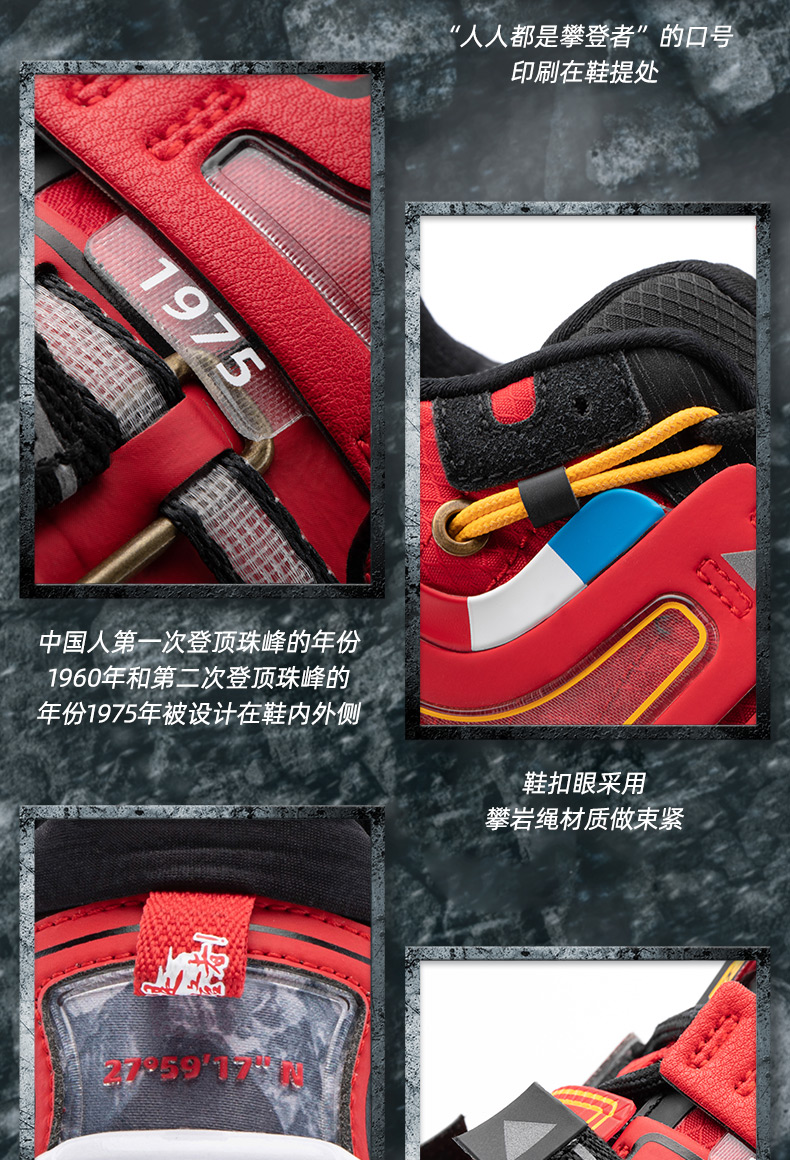 “人人都是攀登者”的口号
印刷在鞋提处
1975
中国人第一次登顶珠峰的年份
1960年和第二次登顶珠峰的
年份1975年被设计在鞋内外侧
鞋扣眼采用
攀岩绳材质做束紧
27°59'17" N